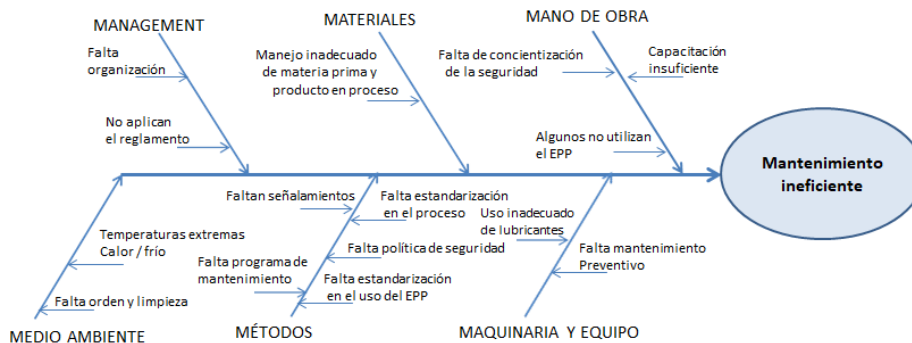 MANAGEMENT
MATERIALES
MANO DE OBRA
Falta
organización
No aplican
el reglamento
Manejo inadecuado
de materia prima y
producto en proceso
Falta de concientización
de la seguridad
Capacitación
insuficiente
Algunos no utilizan
el EPP
Mantenimiento
ineficiente
Temperaturas extremas
Calor / frío
Falta orden y limpieza
Faltan señalamientos
Falta estandarización
en el proceso
Falta política de seguridad
Falta programa de
mantenimiento
Falta estandarización
en el uso del EPP
Uso inadecuado
de lubricantes
Falta mantenimiento
Preventivo
MEDIO AMBIENTE
MÉTODOS
MAQUINARIA Y EQUIPO